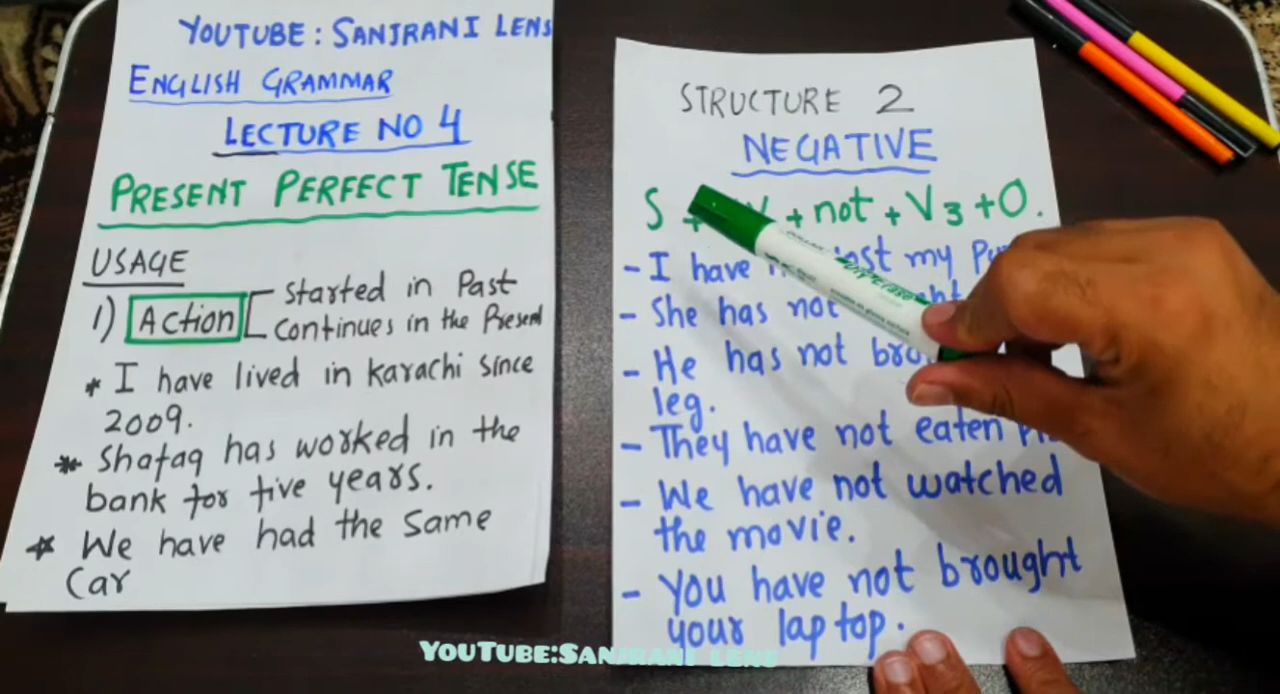 YOUTUBE: SANJRANI LENS
ENGLISH GRAMMAR
LECTURE NO 4
PRESENT PERFECT TENSE
USAGE
1) Action Started in Past
Continues in the Present
* I have lived in Karachi since
2009.
* Shafaq has worked in the
bank for five years.
* We have had the Same
Car
STRUCTURE 2
NEGATIVE
S + + not + V3 + O.
- I have lost my
- She has not
- He has not
leg.
- They have not eaten
- We have not watched
the movie.
- You have not brought
your laptop.
YOUTUBE:SANJRANI LENS